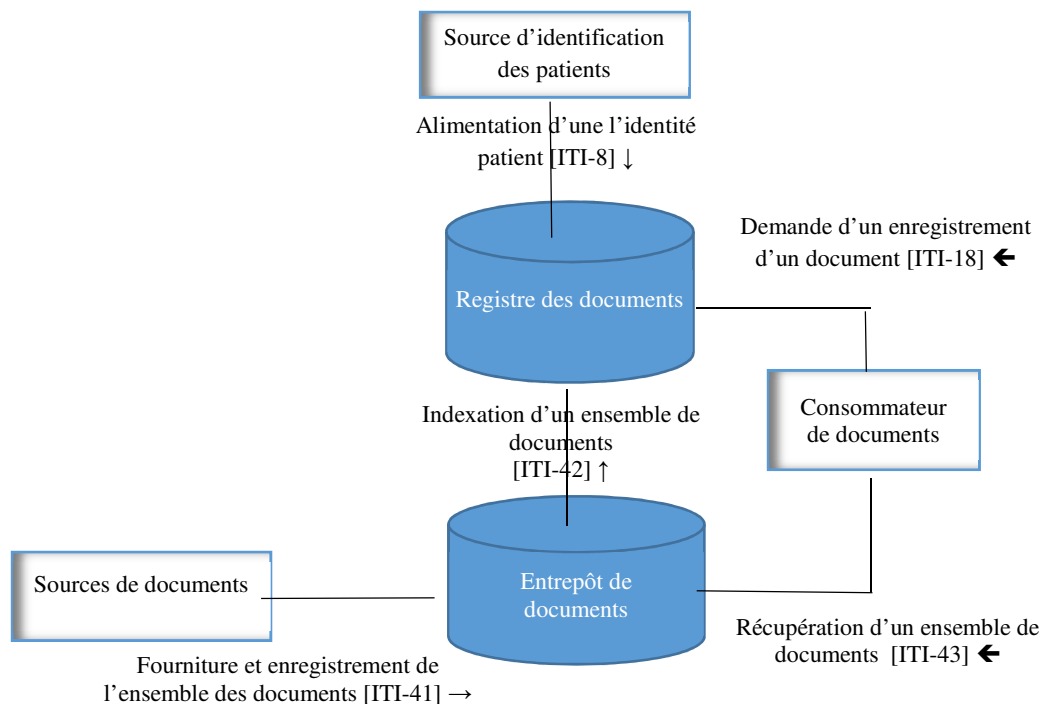 Source d'identification
des patients
Alimentation d'une l'identité
patient [ITI-8] ↓
Demande d'un enregistrement
d'un document [ITI-18] 🡸
Registre des documents
Consommateur
de documents
Indexation d'un ensemble de
documents
[ITI-42] ↑
Sources de documents
Entrepôt de
documents
Récupération d'un ensemble de
documents [ITI-43] 🡸
Fourniture et enregistrement de
l'ensemble des documents [ITI-41] →